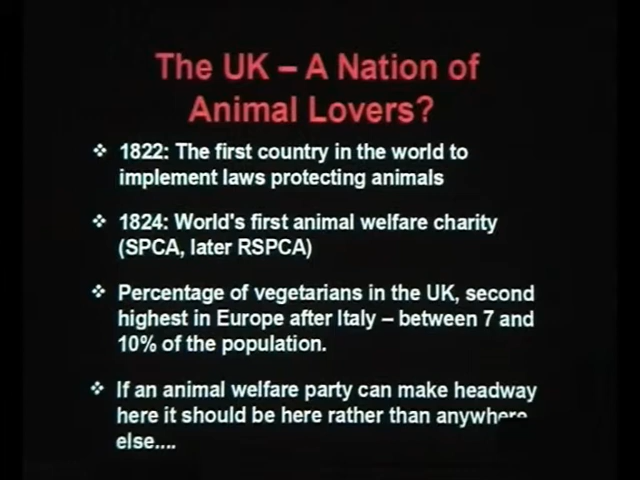 The UK – A Nation of
Animal Lovers?
❖ 1822: The first country in the world to
implement laws protecting animals
❖ 1824: World's first animal welfare charity
(SPCA, later RSPCA)
❖ Percentage of vegetarians in the UK, second
highest in Europe after Italy – between 7 and
10% of the population.
❖ If an animal welfare party can make headway
here it should be here rather than anywhere
else....